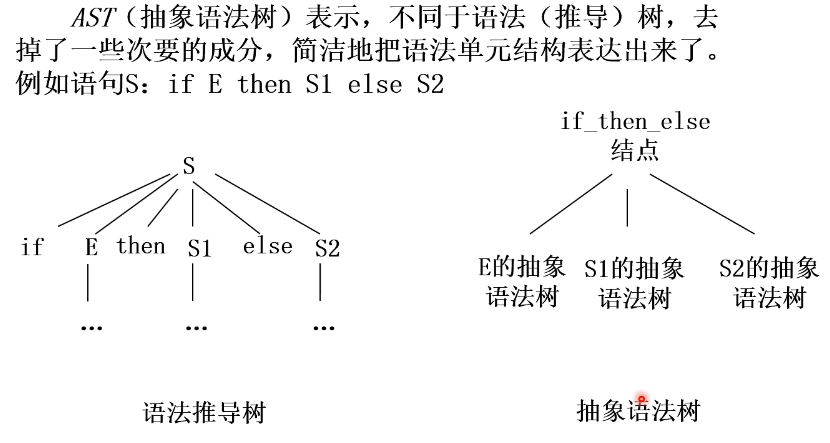 AST（抽象语法树）表示，不同于语法（推导）树，去
掉了一些次要的成分，简洁地把语法单元结构表达出来了。
例如语句S：if E then S1 else S2
S
if E then S1 else S2
... ... ...
语法推导树
if_then_else
结点
E的抽象 S1的抽象 S2的抽象
语法树 语法树 语法树
抽象语法树